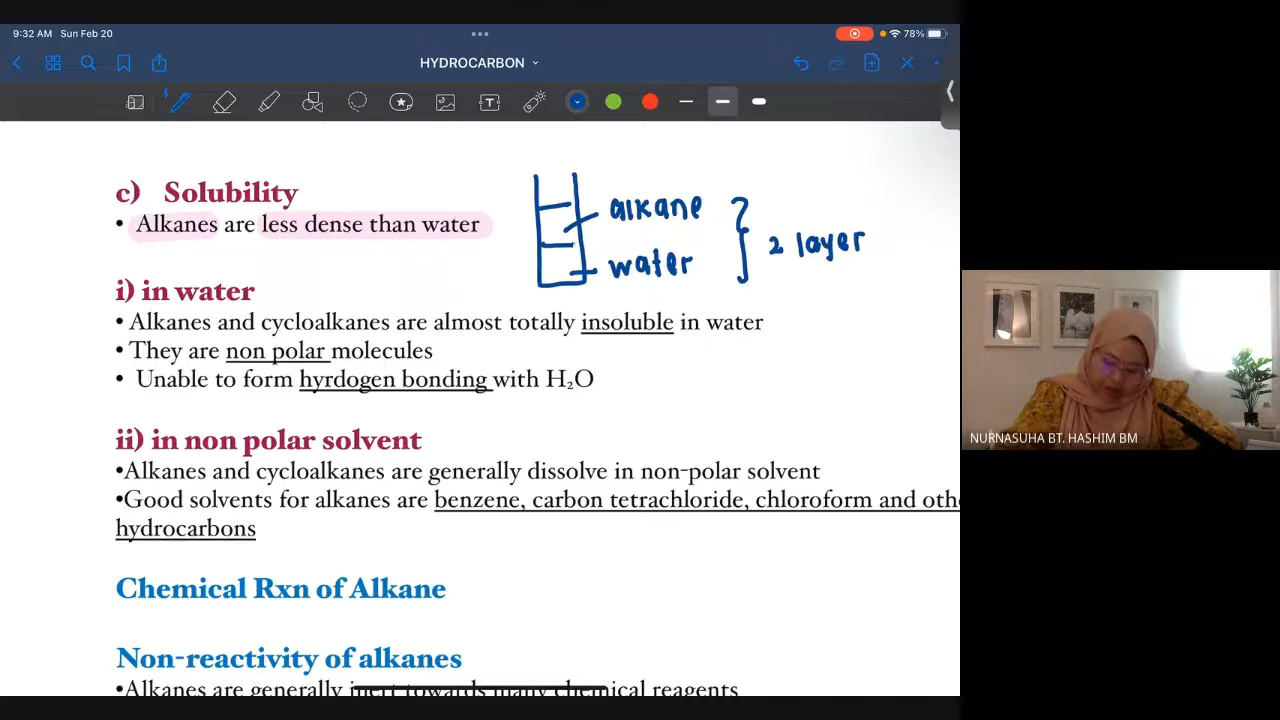 9:32 AM Sun Feb 20
78%
HYDROCARBON
c) Solubility
• Alkanes are less dense than water
alkane
water
2 layer
i) in water
• Alkanes and cycloalkanes are almost totally insoluble in water
• They are non polar molecules
• Unable to form hyrdogen bonding with H₂O
ii) in non polar solvent
•Alkanes and cycloalkanes are generally dissolve in non-polar solvent
•Good solvents for alkanes are benzene, carbon tetrachloride, chloroform and othe
hydrocarbons
Chemical Rxn of Alkane
Non-reactivity of alkanes
•Alkanes are generally inert towards many chemical reagents
NURNASUHA BT. HASHIM BM